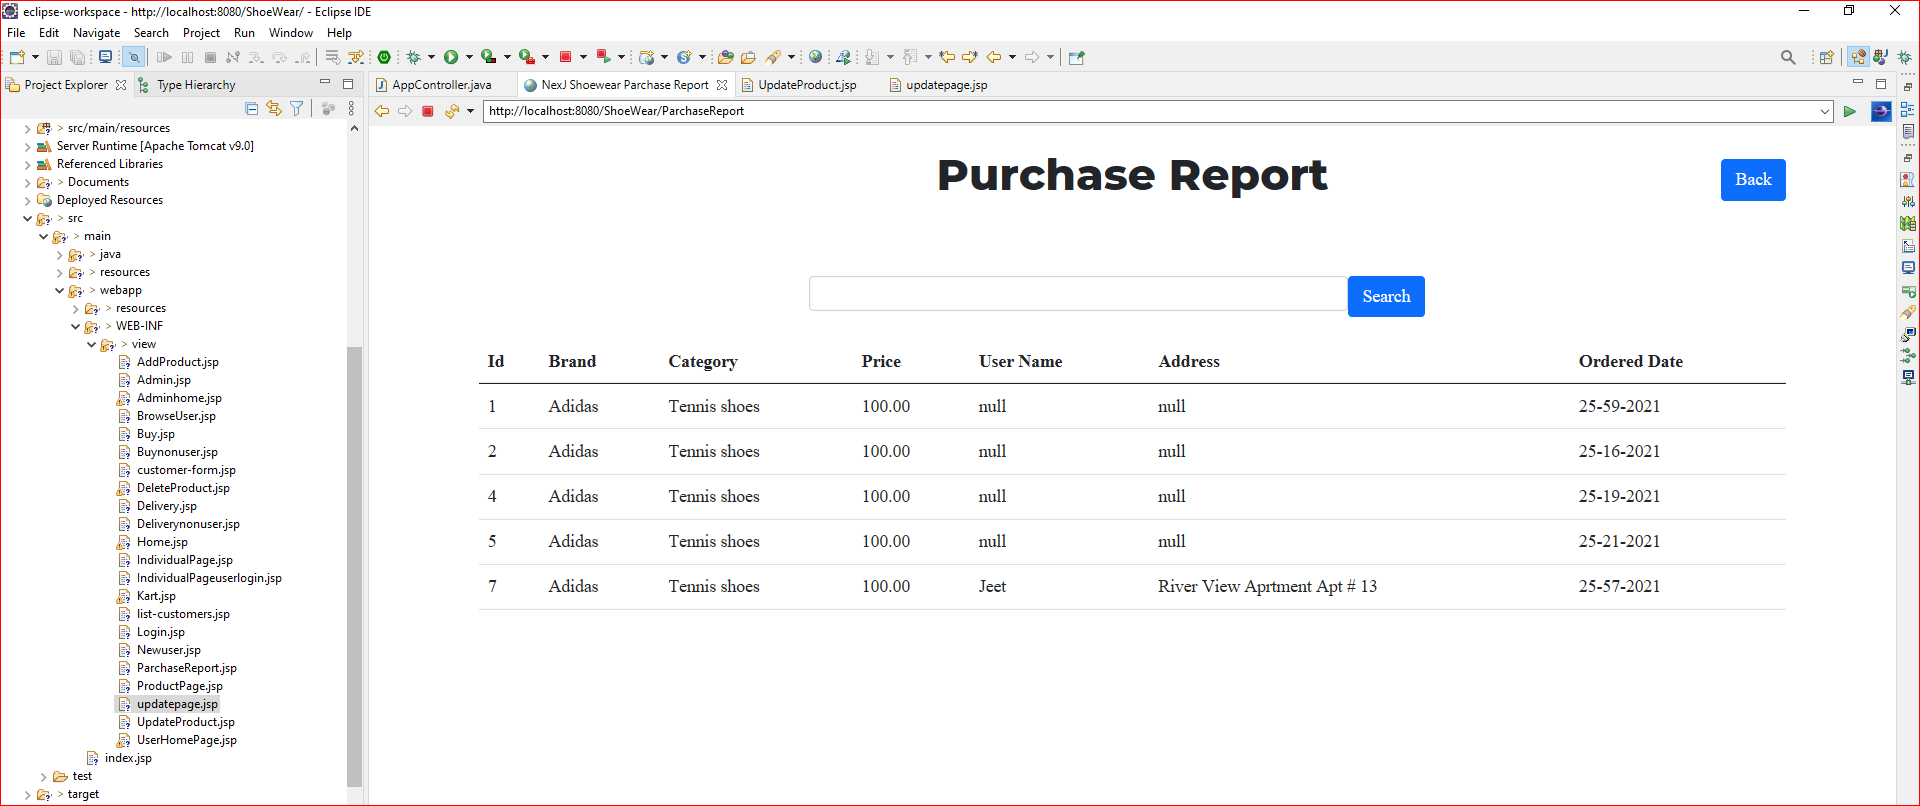 eclipse-workspace - http://localhost:8080/ShoeWear/ - Eclipse IDE
File Edit Navigate Search Project Run Window Help
Project Explorer Type Hierarchy
AppController.java NexJ Shoewear Parchase Report UpdateProduct.jsp updatepage.jsp
http://localhost:8080/ShoeWear/ParchaseReport
> src/main/resources
Server Runtime [Apache Tomcat v9.0]
Referenced Libraries
> Documents
Deployed Resources
> src
> main
> java
> resources
> webapp
> resources
> WEB-INF
> view
AddProduct.jsp
Admin.jsp
Adminhome.jsp
BrowseUser.jsp
Buy.jsp
Buynonuser.jsp
customer-form.jsp
DeleteProduct.jsp
Delivery.jsp
Deliverynonuser.jsp
Home.jsp
IndividualPage.jsp
IndividualPageuserlogin.jsp
Kart.jsp
list-customers.jsp
Login.jsp
Newuser.jsp
ParchaseReport.jsp
ProductPage.jsp
updatepage.jsp
UpdateProduct.jsp
UserHomePage.jsp
index.jsp
test
> target
Purchase Report
Back
Search
Id Brand Category Price User Name Address Ordered Date
1 Adidas Tennis shoes 100.00 null null 25-59-2021
2 Adidas Tennis shoes 100.00 null null 25-16-2021
4 Adidas Tennis shoes 100.00 null null 25-19-2021
5 Adidas Tennis shoes 100.00 null null 25-21-2021
7 Adidas Tennis shoes 100.00 Jeet River View Aprtment Apt # 13 25-57-2021